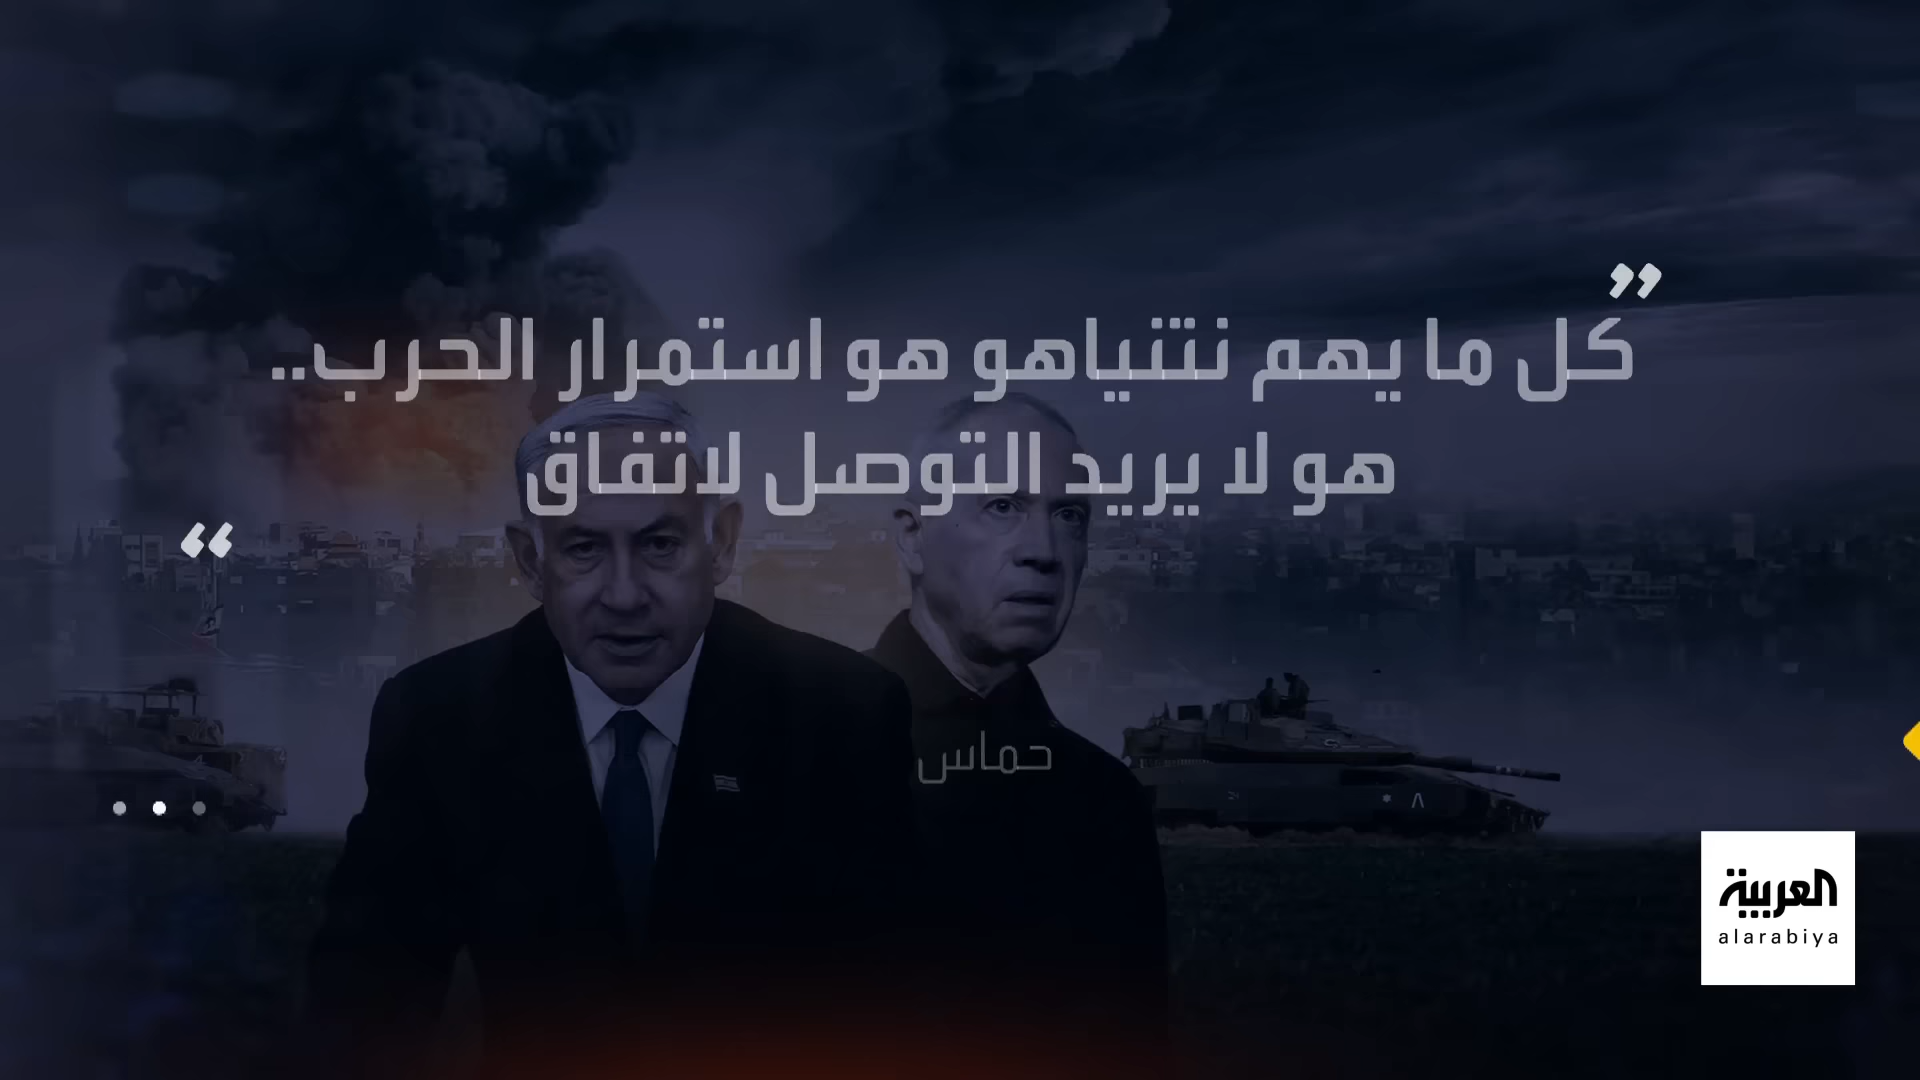 ”كل ما يهم نتنياهو هو استمرار الحرب..
هو لا يريد التوصل لاتفاق“
حماس
العربية
alarabiya